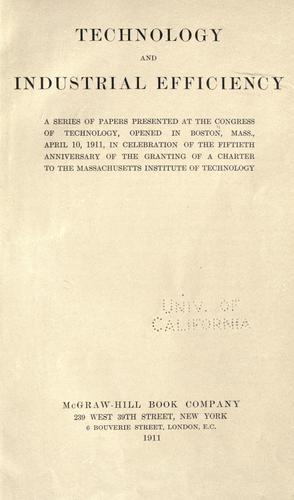 TECHNOLOGY
AND
INDUSTRIAL EFFICIENCY
A SERIES OF PAPERS PRESENTED AT THE CONGRESS
OF TECHNOLOGY, OPENED IN BOSTON, MASS.,
APRIL 10, 1911, IN CELEBRATION OF THE FIFTIETH
ANNIVERSARY OF THE GRANTING OF A CHARTER
TO THE MASSACHUSETTS INSTITUTE OF TECHNOLOGY
UNIV. OF
CALIFORNIA
McGRAW-HILL BOOK COMPANY
239 WEST 39TH STREET, NEW YORK
6 BOUVERIE STREET, LONDON, E.C.
1911